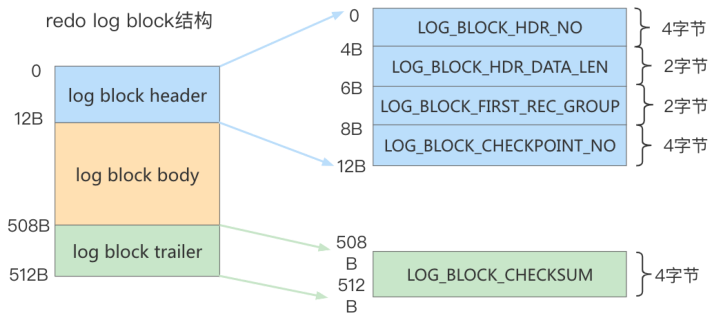 redo log block结构
0
log block header
12B
log block body
508B
log block trailer
512B
0
LOG_BLOCK_HDR_NO
4字节
4B
LOG_BLOCK_HDR_DATA_LEN
2字节
6B
LOG_BLOCK_FIRST_REC_GROUP
2字节
8B
LOG_BLOCK_CHECKPOINT_NO
4字节
12B
508
B
LOG_BLOCK_CHECKSUM
4字节
512
B